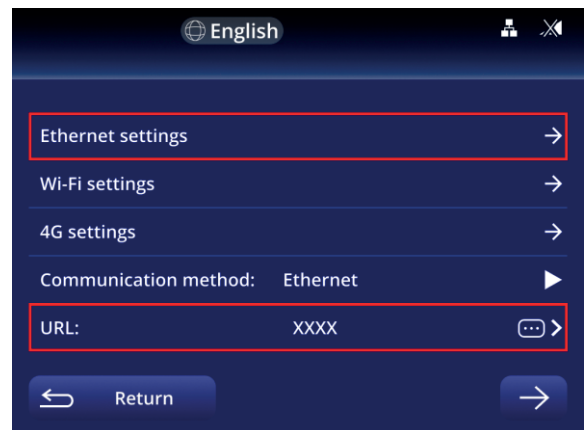 English
Ethernet settings
Wi-Fi settings
4G settings
Communication method: Ethernet
URL: XXXX
Return